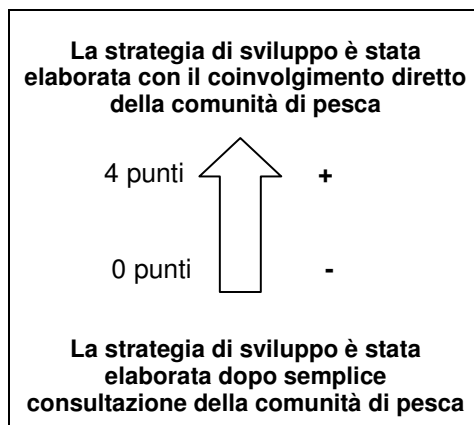 La strategia di sviluppo è stata
elaborata con il coinvolgimento diretto
della comunità di pesca
4 punti +
0 punti -
La strategia di sviluppo è stata
elaborata dopo semplice
consultazione della comunità di pesca